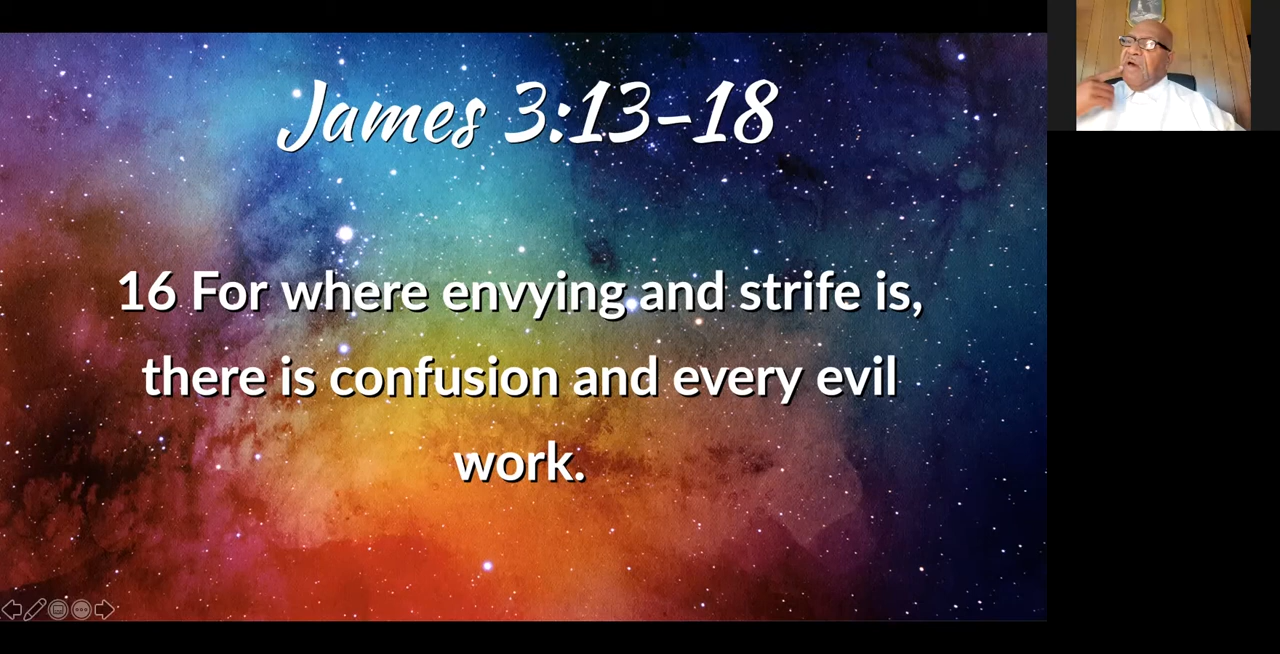 James 3:13-18
16 For where envying and strife is,
there is confusion and every evil
work.